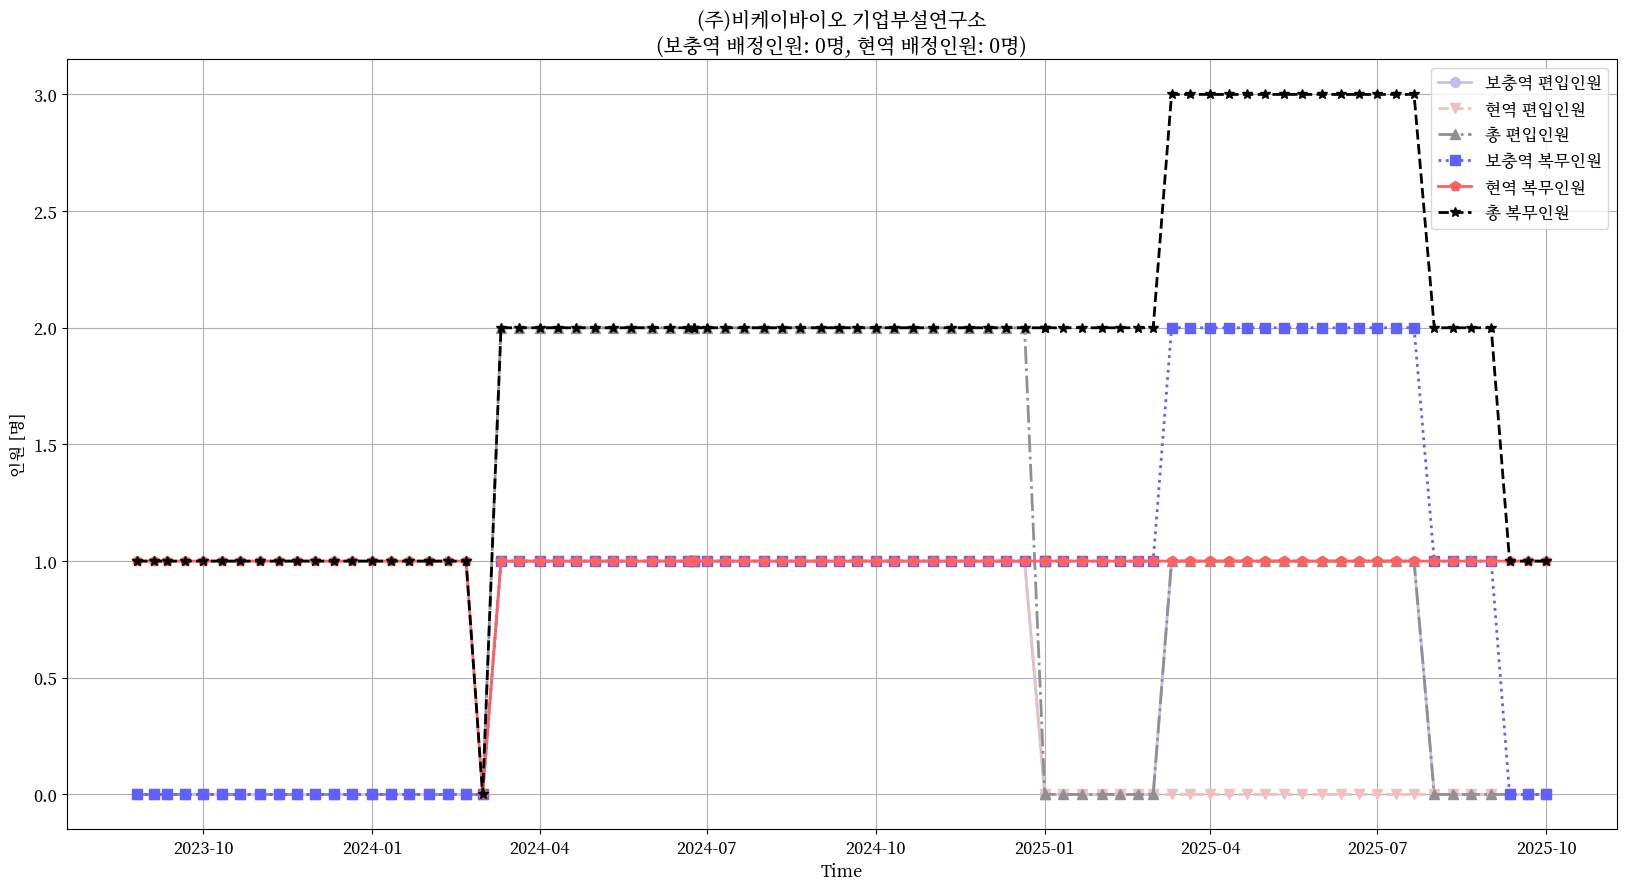 (주)비케이바이오 기업부설연구소
(보충역 배정인원: 0명, 현역 배정인원: 0명)
보충역 편입인원
현역 편입인원
총 편입인원
보충역 복무인원
현역 복무인원
총 복무인원
인원 [명]
3.0
2.5
2.0
1.5
1.0
0.5
0.0
2023-10
2024-01
2024-04
2024-07
2024-10
2025-01
2025-04
2025-07
2025-10
Time